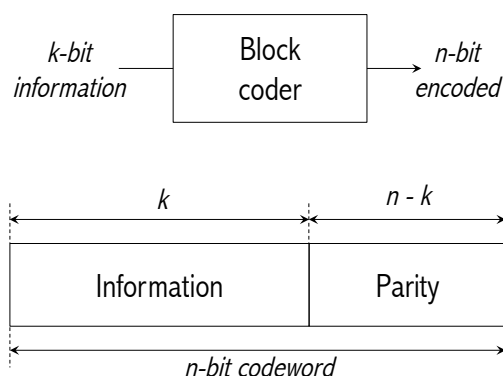 k-bit
information
Block
coder
n-bit
encoded
k
n - k
Information
Parity
n-bit codeword